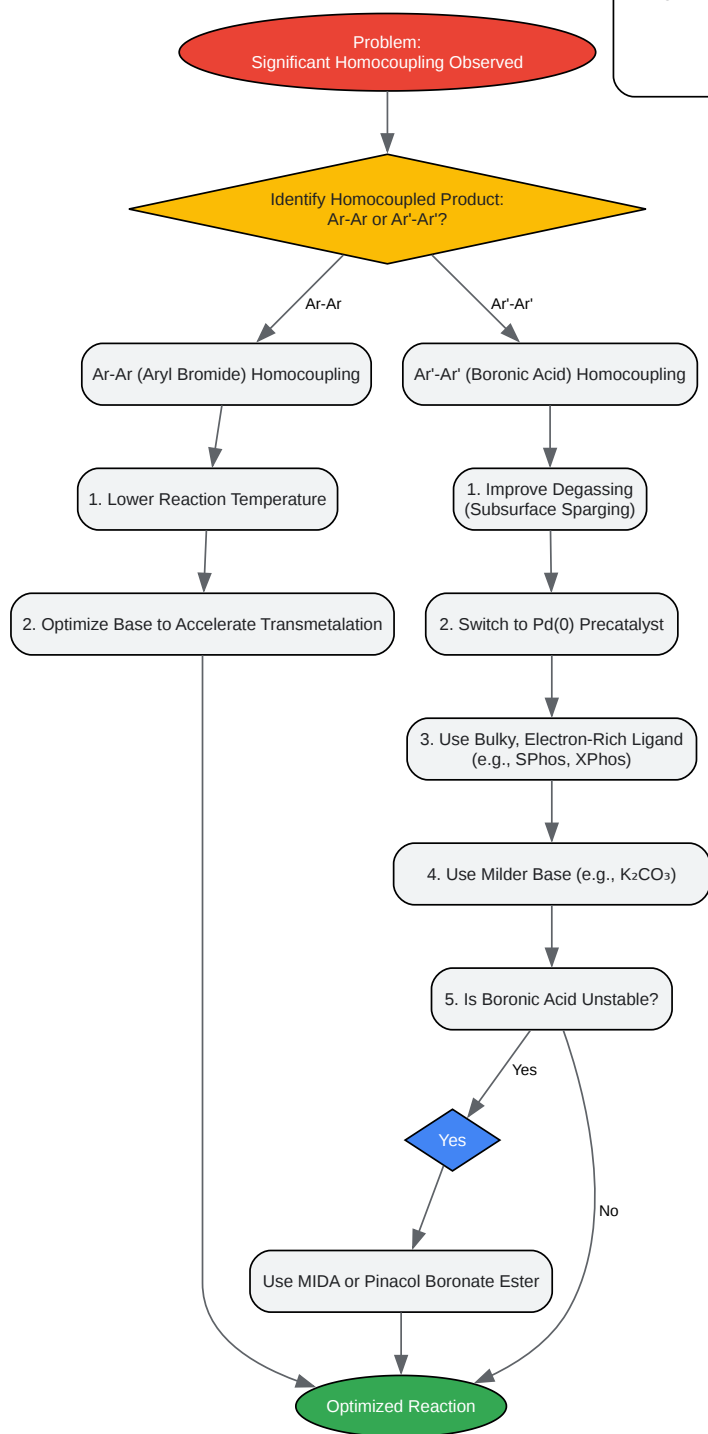 Problem:
Significant Homocoupling Observed
Identify Homocoupled Product:
Ar-Ar or Ar'-Ar'?
Ar-Ar
Ar'-Ar'
Ar-Ar (Aryl Bromide) Homocoupling
Ar'-Ar' (Boronic Acid) Homocoupling
1. Lower Reaction Temperature
1. Improve Degassing
(Subsurface Sparging)
2. Optimize Base to Accelerate Transmetalation
2. Switch to Pd(0) Precatalyst
3. Use Bulky, Electron-Rich Ligand
(e.g., SPhos, XPhos)
4. Use Milder Base (e.g., K₂CO₃)
5. Is Boronic Acid Unstable?
Yes
Yes
No
Use MIDA or Pinacol Boronate Ester
Optimized Reaction